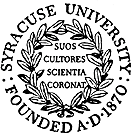 · SYRACUSE UNIVERSITY ·
FOUNDED A·D·1870
SUOS
CULTORES
SCIENTIA
CORONAT